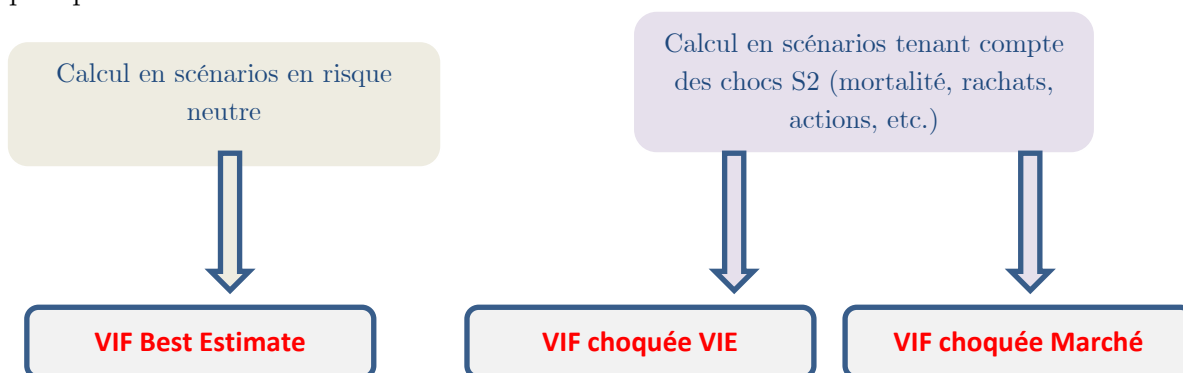 Calcul en scénarios en risque
neutre
Calcul en scénarios tenant compte
des chocs S2 (mortalité, rachats,
actions, etc.)
VIF Best Estimate
VIF choquée VIE
VIF choquée Marché